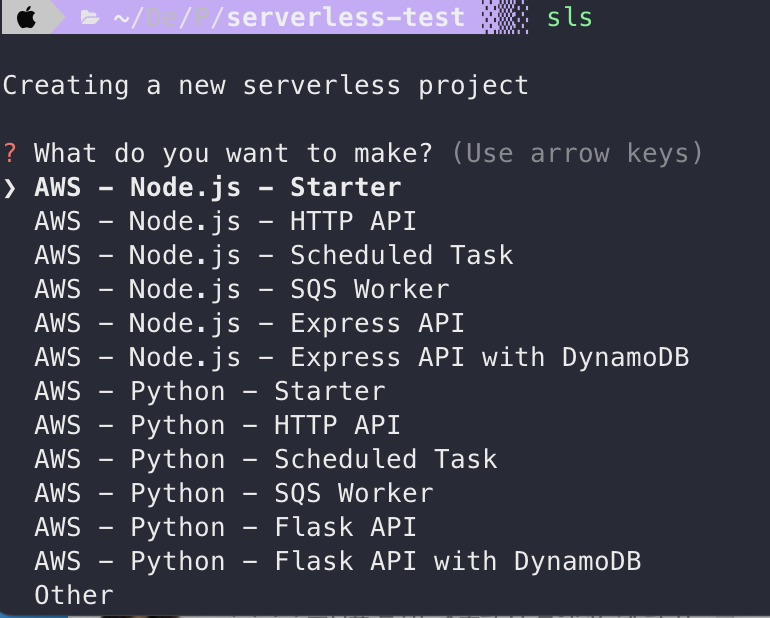 ~/De/P/serverless-test sls
Creating a new serverless project
? What do you want to make? (Use arrow keys)
❯ AWS - Node.js - Starter
AWS - Node.js - HTTP API
AWS - Node.js - Scheduled Task
AWS - Node.js - SQS Worker
AWS - Node.js - Express API
AWS - Node.js - Express API with DynamoDB
AWS - Python - Starter
AWS - Python - HTTP API
AWS - Python - Scheduled Task
AWS - Python - SQS Worker
AWS - Python - Flask API
AWS - Python - Flask API with DynamoDB
Other